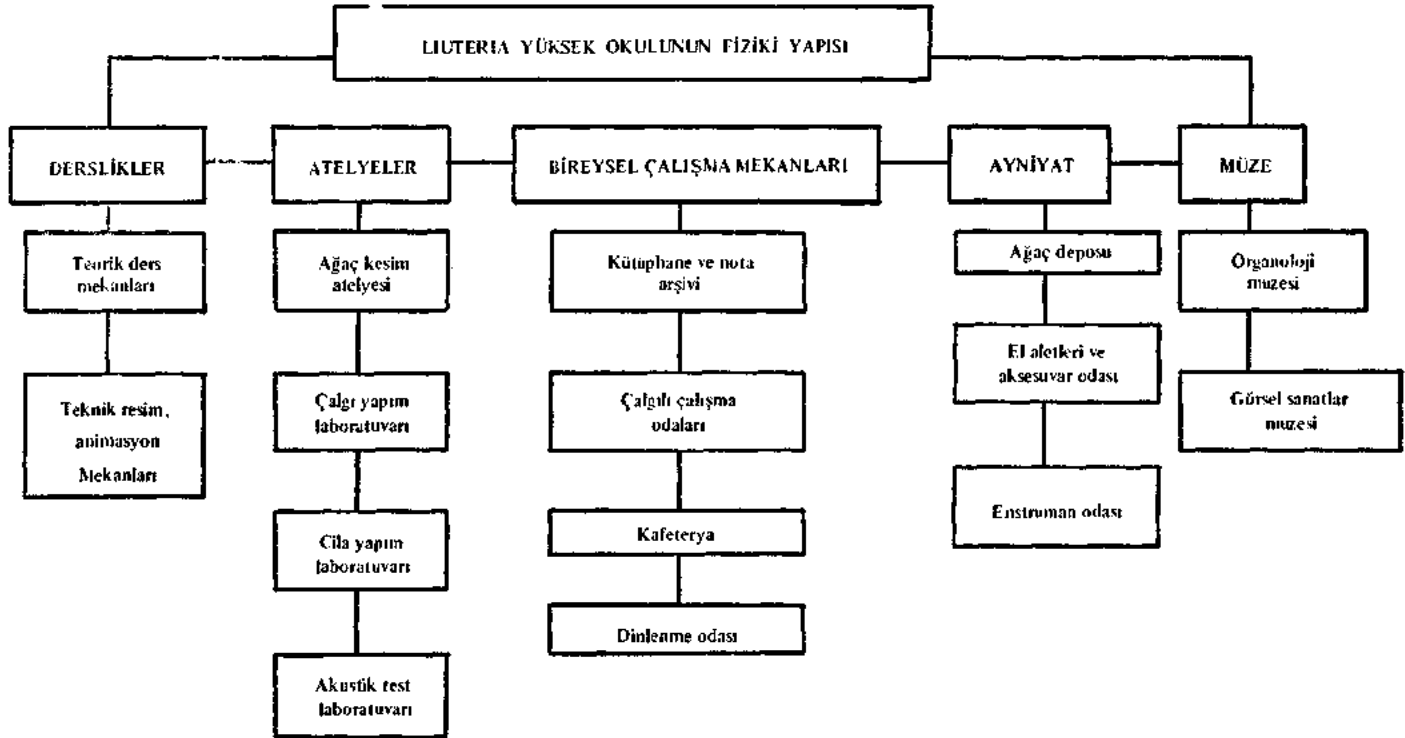 LIUTERIA YÜKSEK OKULUNUN FİZİKİ YAPISI
DERSLİKLER
ATELYELER
BİREYSEL ÇALIŞMA MEKANLARI
AYNİYAT
MÜZE
Teorik ders
mekanları
Teknik resim,
animasyon
Mekanları
Ağaç kesim
atelyesi
Çalgı yapım
laboratuvarı
Cila yapım
laboratuvarı
Akustik test
laboratuvarı
Kütüphane ve nota
arşivi
Çalgılı çalışma
odaları
Kafeterya
Dinlenme odası
Ağaç deposu
El aletleri ve
aksesuvar odası
Enstruman odası
Organoloji
muzesi
Görsel sanatlar
muzesi